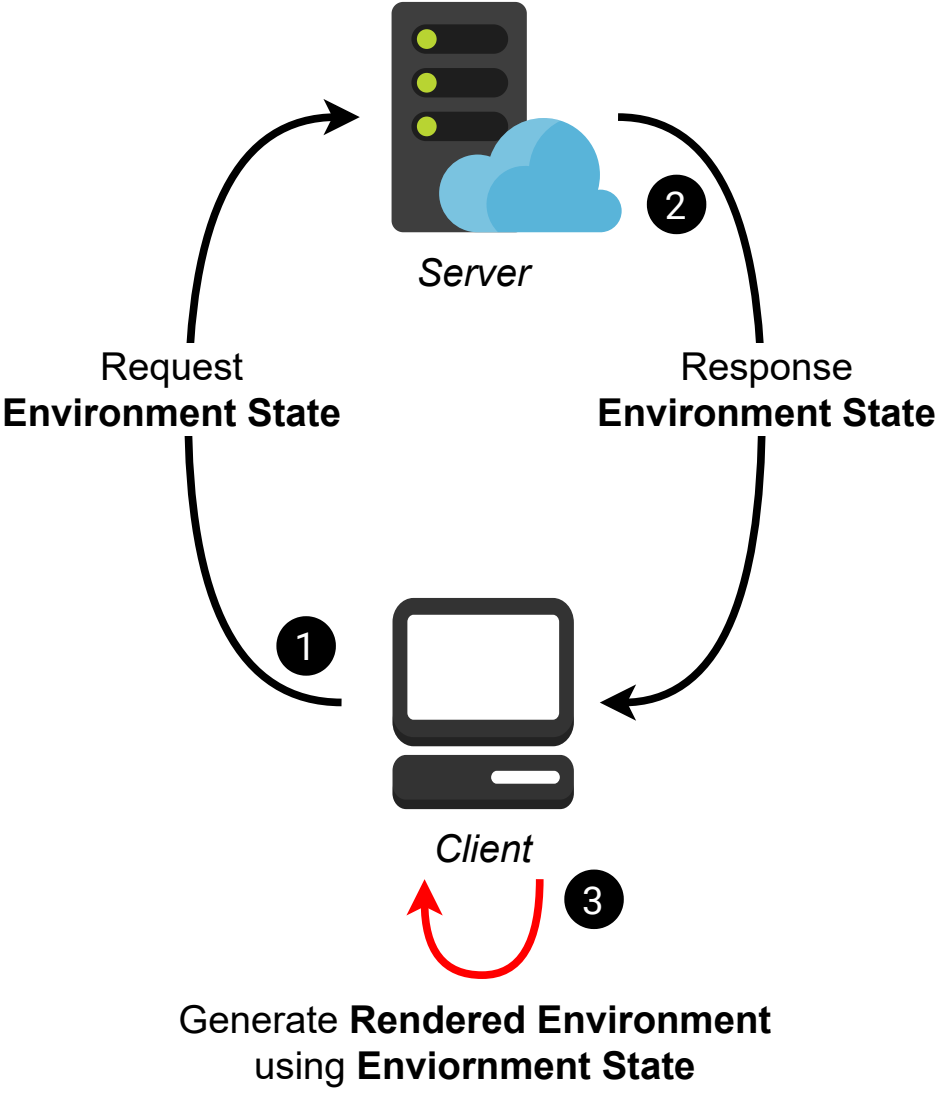 2
Server
Request
Environment State
Response
Environment State
1
Client
3
Generate Rendered Environment
using Enviornment State